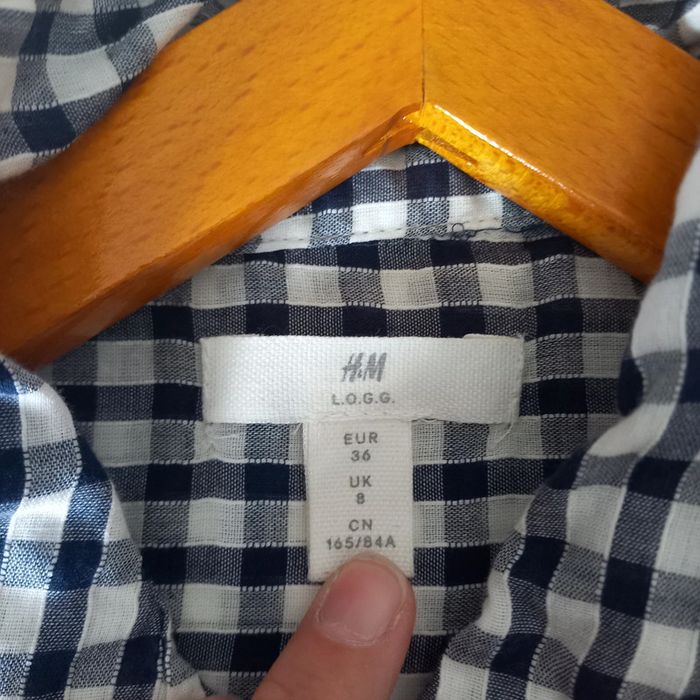 H&M
L.O.G.G.
EUR
36
UK
8
CN
165/84A